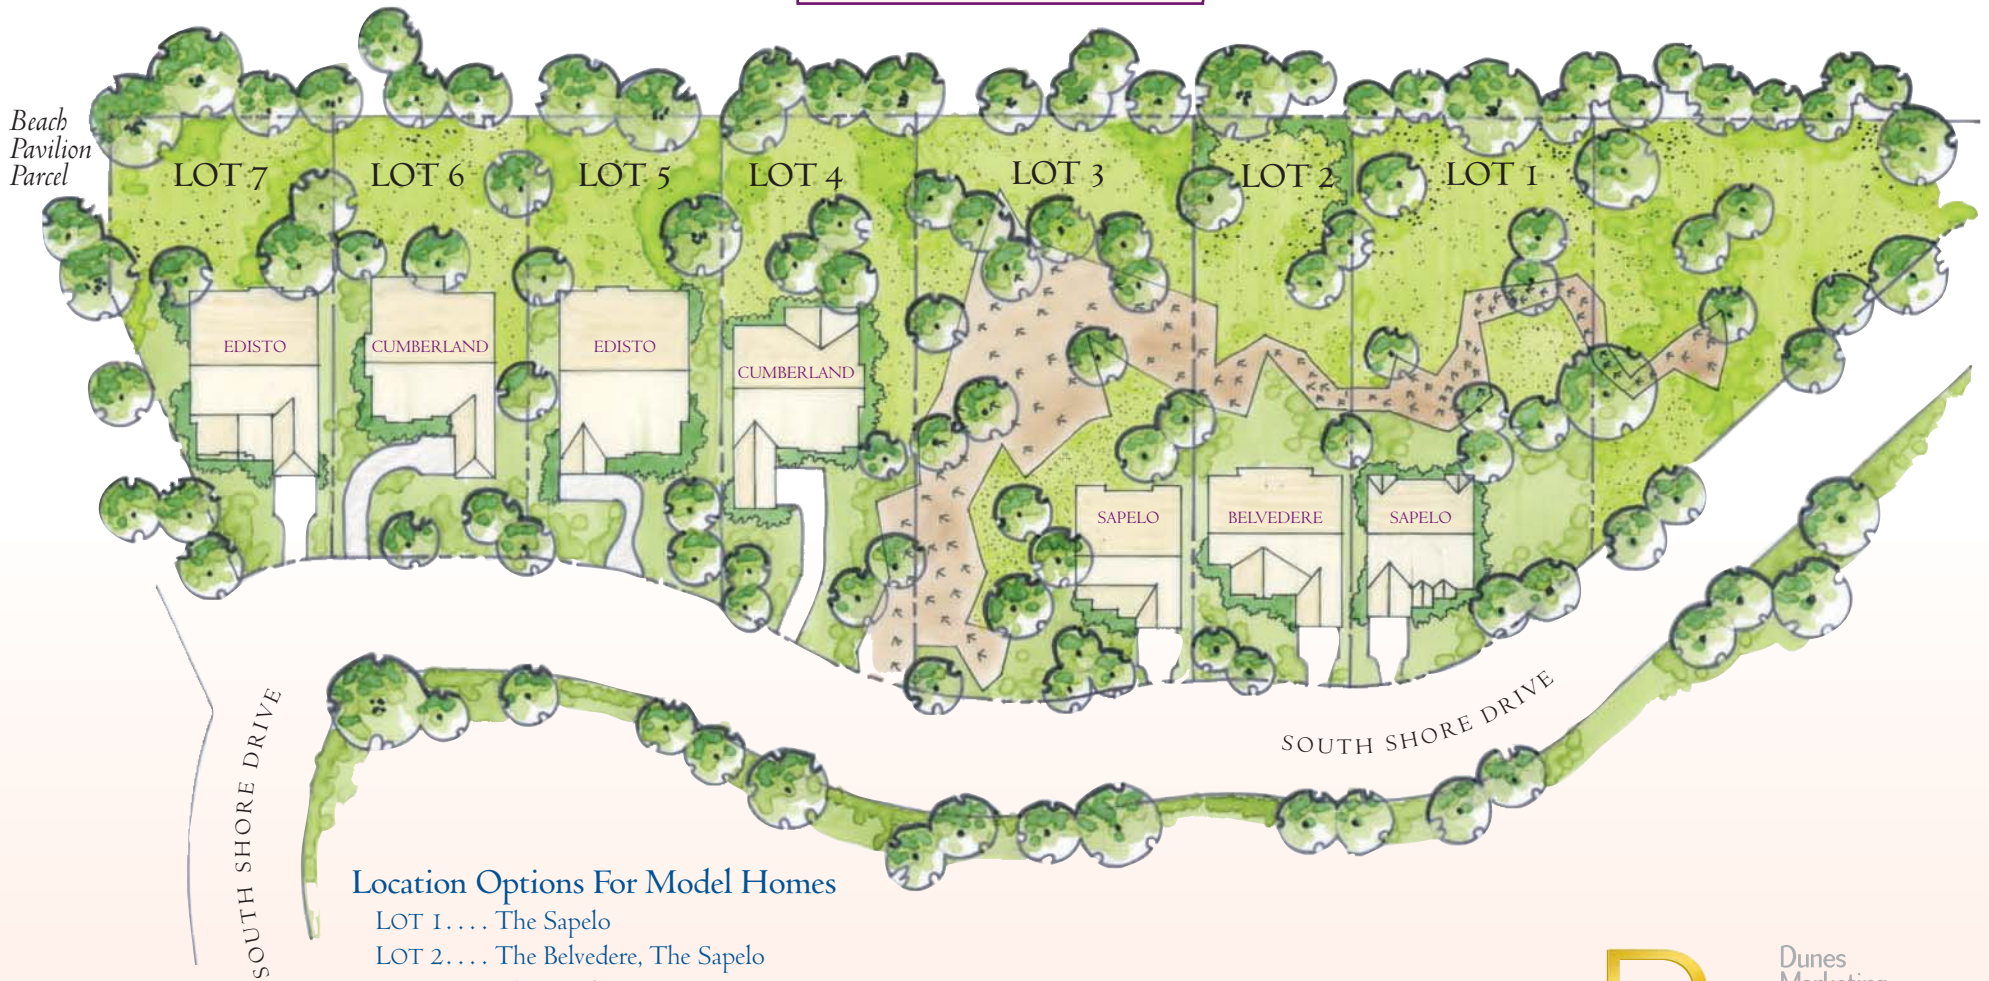 Beach
Pavilion
Parcel
LOT 7
LOT 6
LOT 5
LOT 4
LOT 3
LOT 2
LOT 1
EDISTO
CUMBERLAND
EDISTO
CUMBERLAND
SAPELO
BELVEDERE
SAPELO
SOUTH SHORE DRIVE
SOUTH SHORE DRIVE
Location Options For Model Homes
LOT 1.... The Sapelo
LOT 2.... The Belvedere, The Sapelo
Dunes
Marketing